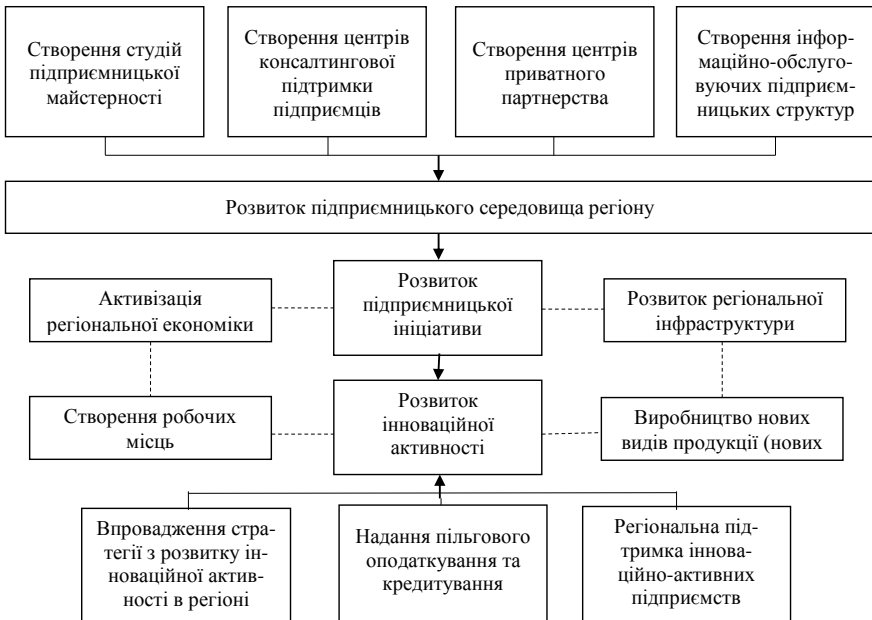 Створення студій
підприємницької
майстерності
Створення центрів
консалтингової
підтримки
підприємців
Створення центрів
приватного
партнерства
Створення інфор-
маційно-обслуго-
вуючих підприєм-
ницьких структур
Розвиток підприємницького середовища регіону
Активізація
регіональної економіки
Розвиток
підприємницької
ініціативи
Розвиток регіональної
інфраструктури
Створення робочих
місць
Розвиток
інноваційної
активності
Виробництво нових
видів продукції (нових
Впровадження стра-
тегії з розвитку ін-
новаційної актив-
ності в регіоні
Надання пільгового
оподаткування та
кредитування
Регіональна під-
тримка іннова-
ційно-активних
підприємств